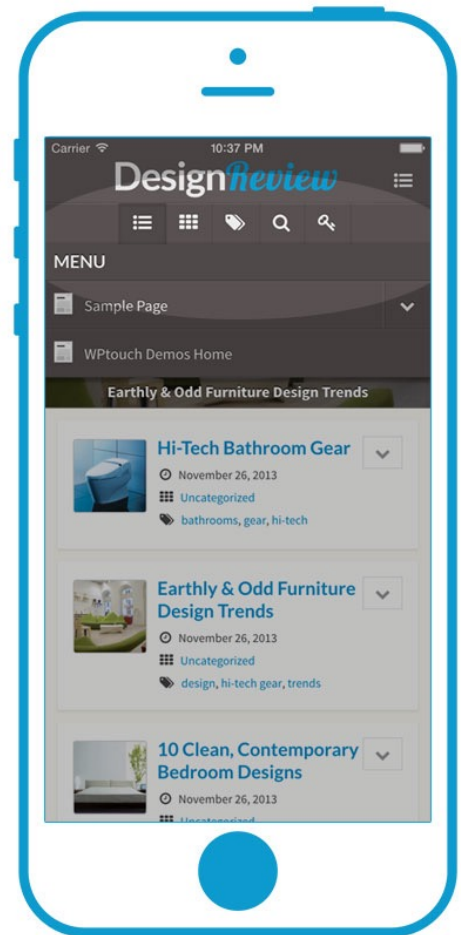 Carrier 10:37 PM
DesignReview
MENU
Sample Page
WPtouch Demos Home
Earthly & Odd Furniture Design Trends
Hi-Tech Bathroom Gear
November 26, 2013
Uncategorized
bathrooms, gear, hi-tech
Earthly & Odd Furniture
Design Trends
November 26, 2013
Uncategorized
design, hi-tech gear, trends
10 Clean, Contemporary
Bedroom Designs
November 26, 2013
Uncategorized